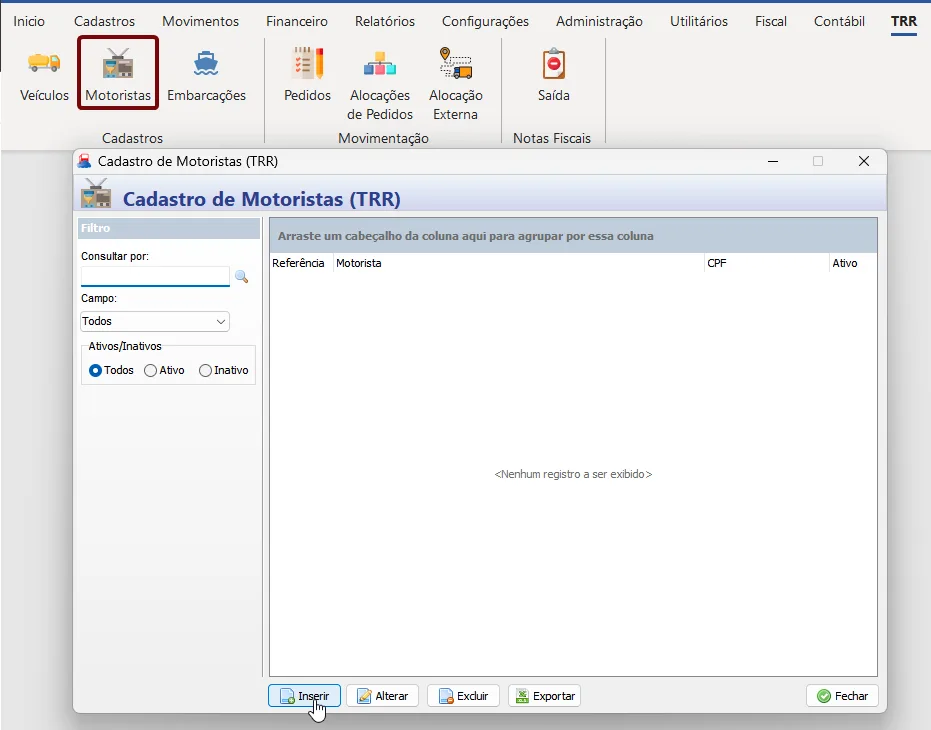 Inicio Cadastros Movimentos Financeiro Relatórios Configurações Administração Utilitários Fiscal Contábil TRR
Veículos Motoristas Embarcações Pedidos Alocações de Pedidos Alocação Externa Saída
Cadastros Movimentação Notas Fiscais
Cadastro de Motoristas (TRR)
Cadastro de Motoristas (TRR)
Filtro
Consultar por:
Campo:
Todos
Ativos/Inativos
Todos Ativo Inativo
Arraste um cabeçalho da coluna aqui para agrupar por essa coluna
Referência Motorista CPF Ativo
<Nenhum registro a ser exibido>
Inserir Alterar Excluir Exportar Fechar